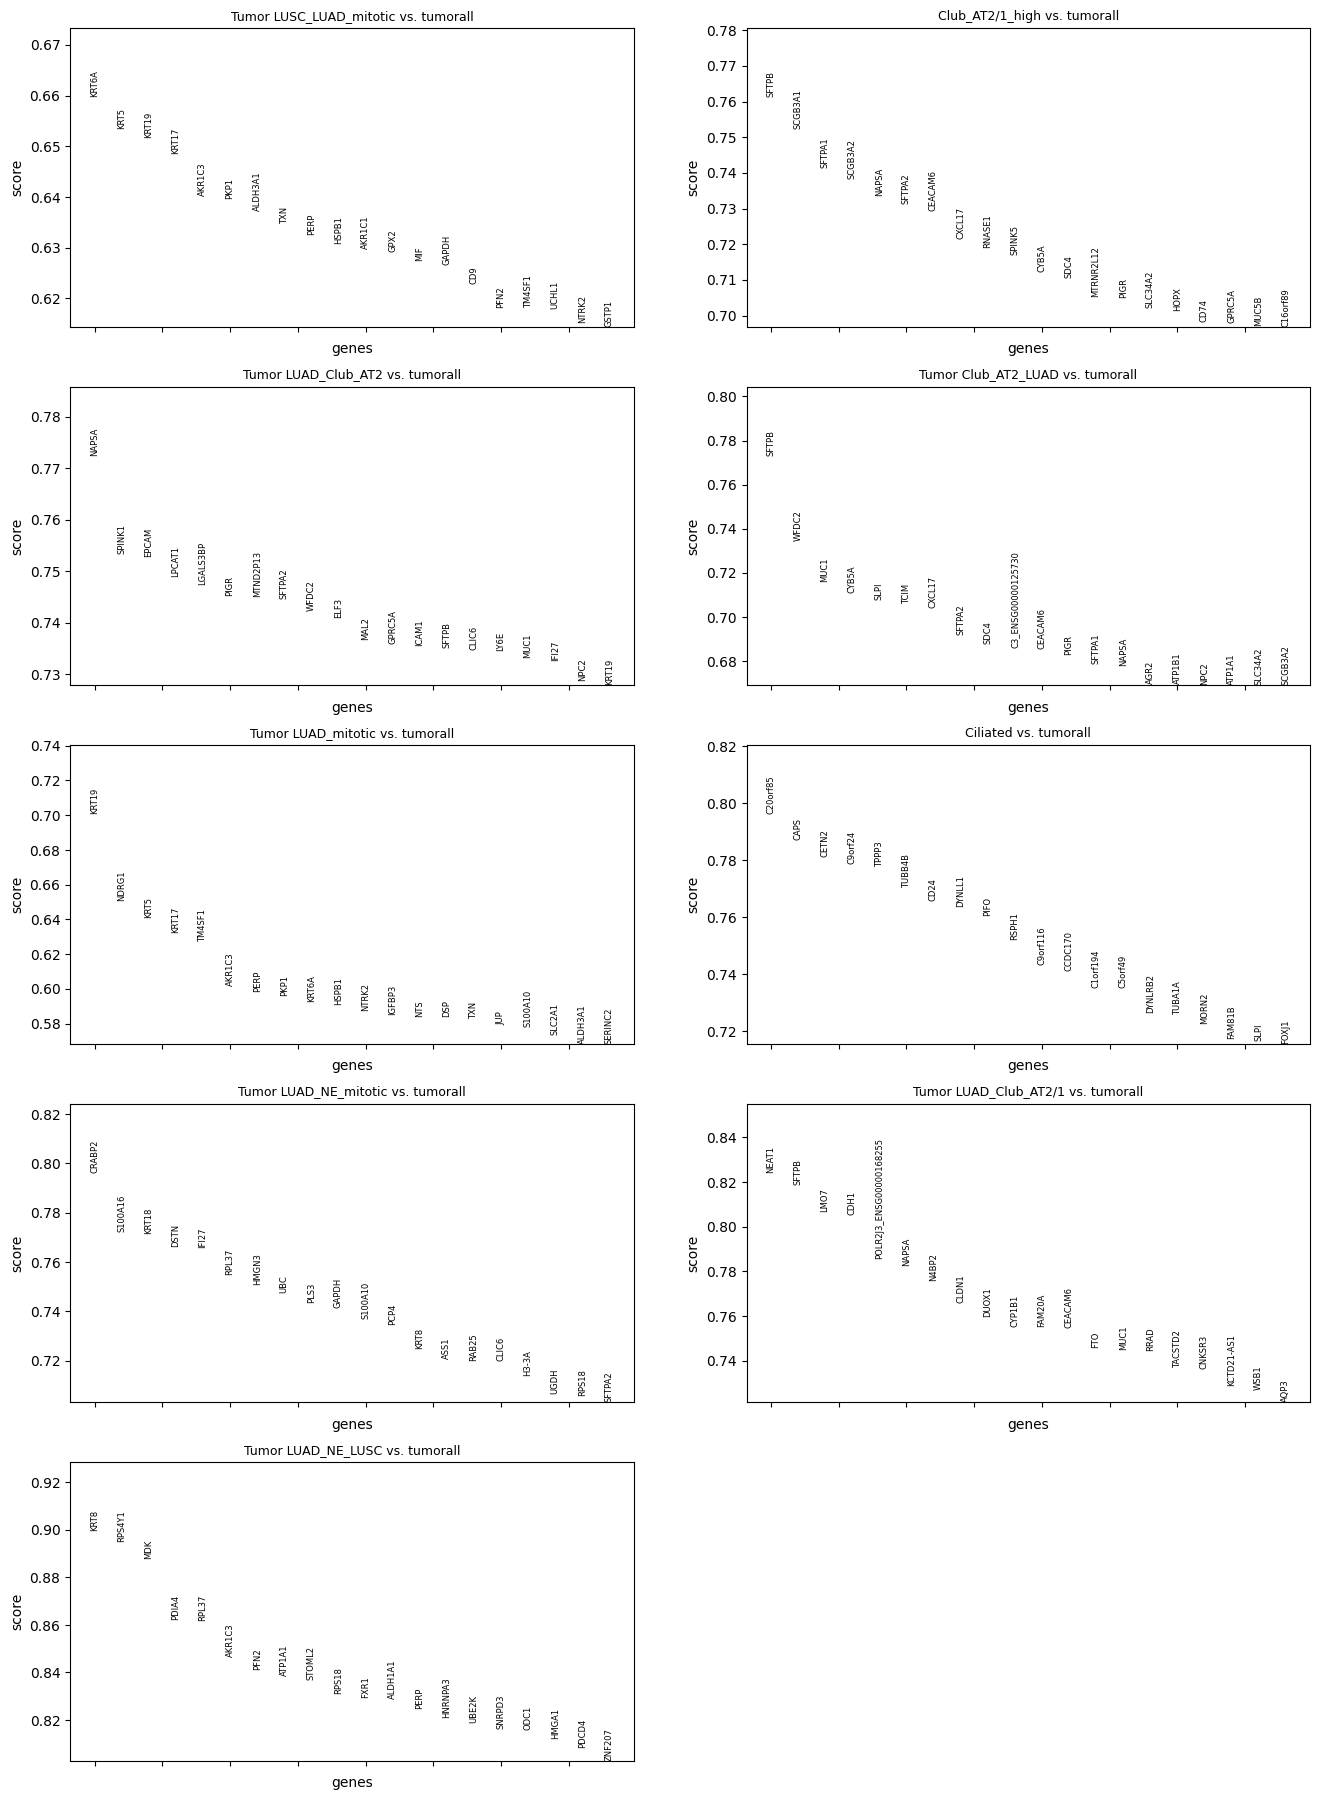 Tumor LUSC_LUAD_mitotic vs. tumorall
score
0.67
0.66
0.65
0.64
0.63
0.62
KRT6A
KRT5
KRT19
KRT17
AKR1C3
PKP1
ALDH3A1
TXN
PERP
HSPB1
AKR1C1
GPX2
MIF
GAPDH
CD9
PFN2
TM4SF1
UCHL1
NTRK2
GSTP1
genes
Club_AT2/1_high vs. tumorall
score
0.78
0.77
0.76
0.75
0.74
0.73
0.72
0.71
0.70
SFTPB
SCGB3A1
SFTPA1
SCGB3A2
NAPSA
SFTPA2
CEACAM6
CXCL17
RNASE1
SPINK5
CYB5A
SDC4
MTRNR2L12
PIGR
SLC34A2
HOPX
CD74
GPRC5A
MUC5B
C16orf89
genes
Tumor LUAD_Club_AT2 vs. tumorall
score
0.78
0.77
0.76
0.75
0.74
0.73
NAPSA
SPINK1
EPCAM
LPCAT1
LGALS3BP
PIGR
MTND2P13
SFTPA2
WFDC2
ELF3
MAL2
GPRC5A
ICAM1
SFTPB
CLIC6
LY6E
MUC1
IFI27
NPC2
KRT19
genes
Tumor Club_AT2_LUAD vs. tumorall
score
0.80
0.78
0.76
0.74
0.72
0.70
0.68
SFTPB
WFDC2
MUC1
CYB5A
SLPI
TCIM
CXCL17
SFTPA2
SDC4
C3_ENSG00000125730
CEACAM6
PIGR
SFTPA1
NAPSA
AGR2
ATP1B1
NPC2
ATP1A1
SLC34A2
SCGB3A2
genes
Tumor LUAD_mitotic vs. tumorall
score
0.74
0.72
0.70
0.68
0.66
0.64
0.62
0.60
0.58
KRT19
NDRG1
KRT5
KRT17
TM4SF1
AKR1C3
PERP
PKP1
KRT6A
HSPB1
NTRK2
IGFBP3
NTS
DSP
TXN
JUP
S100A10
SLC2A1
ALDH3A1
SERINC2
genes
Ciliated vs. tumorall
score
0.82
0.80
0.78
0.76
0.74
0.72
C20orf85
CAPS
CETN2
C9orf24
TPPP3
TUBB4B
CD24
DYNLL1
PIFO
RSPH1
C9orf116
CCDC170
C1orf194
C5orf49
DYNLRB2
TUBA1A
MORN2
FAM81B
SLPI
FOXJ1
genes
Tumor LUAD_NE_mitotic vs. tumorall
score
0.82
0.80
0.78
0.76
0.74
0.72
CRABP2
S100A16
KRT18
DSTN
IFI27
RPL37
HMGN3
UBC
PLS3
GAPDH
S100A10
PCP4
KRT8
ASS1
RAB25
CLIC6
H3-3A
UGDH
RPS18
SFTPA2
genes
Tumor LUAD_Club_AT2/1 vs. tumorall
score
0.84
0.82
0.80
0.78
0.76
0.74
NEAT1
SFTPB
LMO7
CDH1
POLR2J3_ENSG00000168255
NAPSA
N4BP2
CLDN1
DUOX1
CYP1B1
FAM20A
CEACAM6
FTO
MUC1
RRAD
TACSTD2
CNKSR3
KCTD21-AS1
WSB1
AQP3
genes
Tumor LUAD_NE_LUSC vs. tumorall
score
0.92
0.90
0.88
0.86
0.84
0.82
KRT8
RPS4Y1
MDK
PDIA4
RPL37
AKR1C3
PFN2
ATP1A1
STOML2
RPS18
FXR1
ALDH1A1
PERP
HNRNPA3
UBE2K
SNRPD3
ODC1
HMGA1
PDCD4
ZNF207
genes